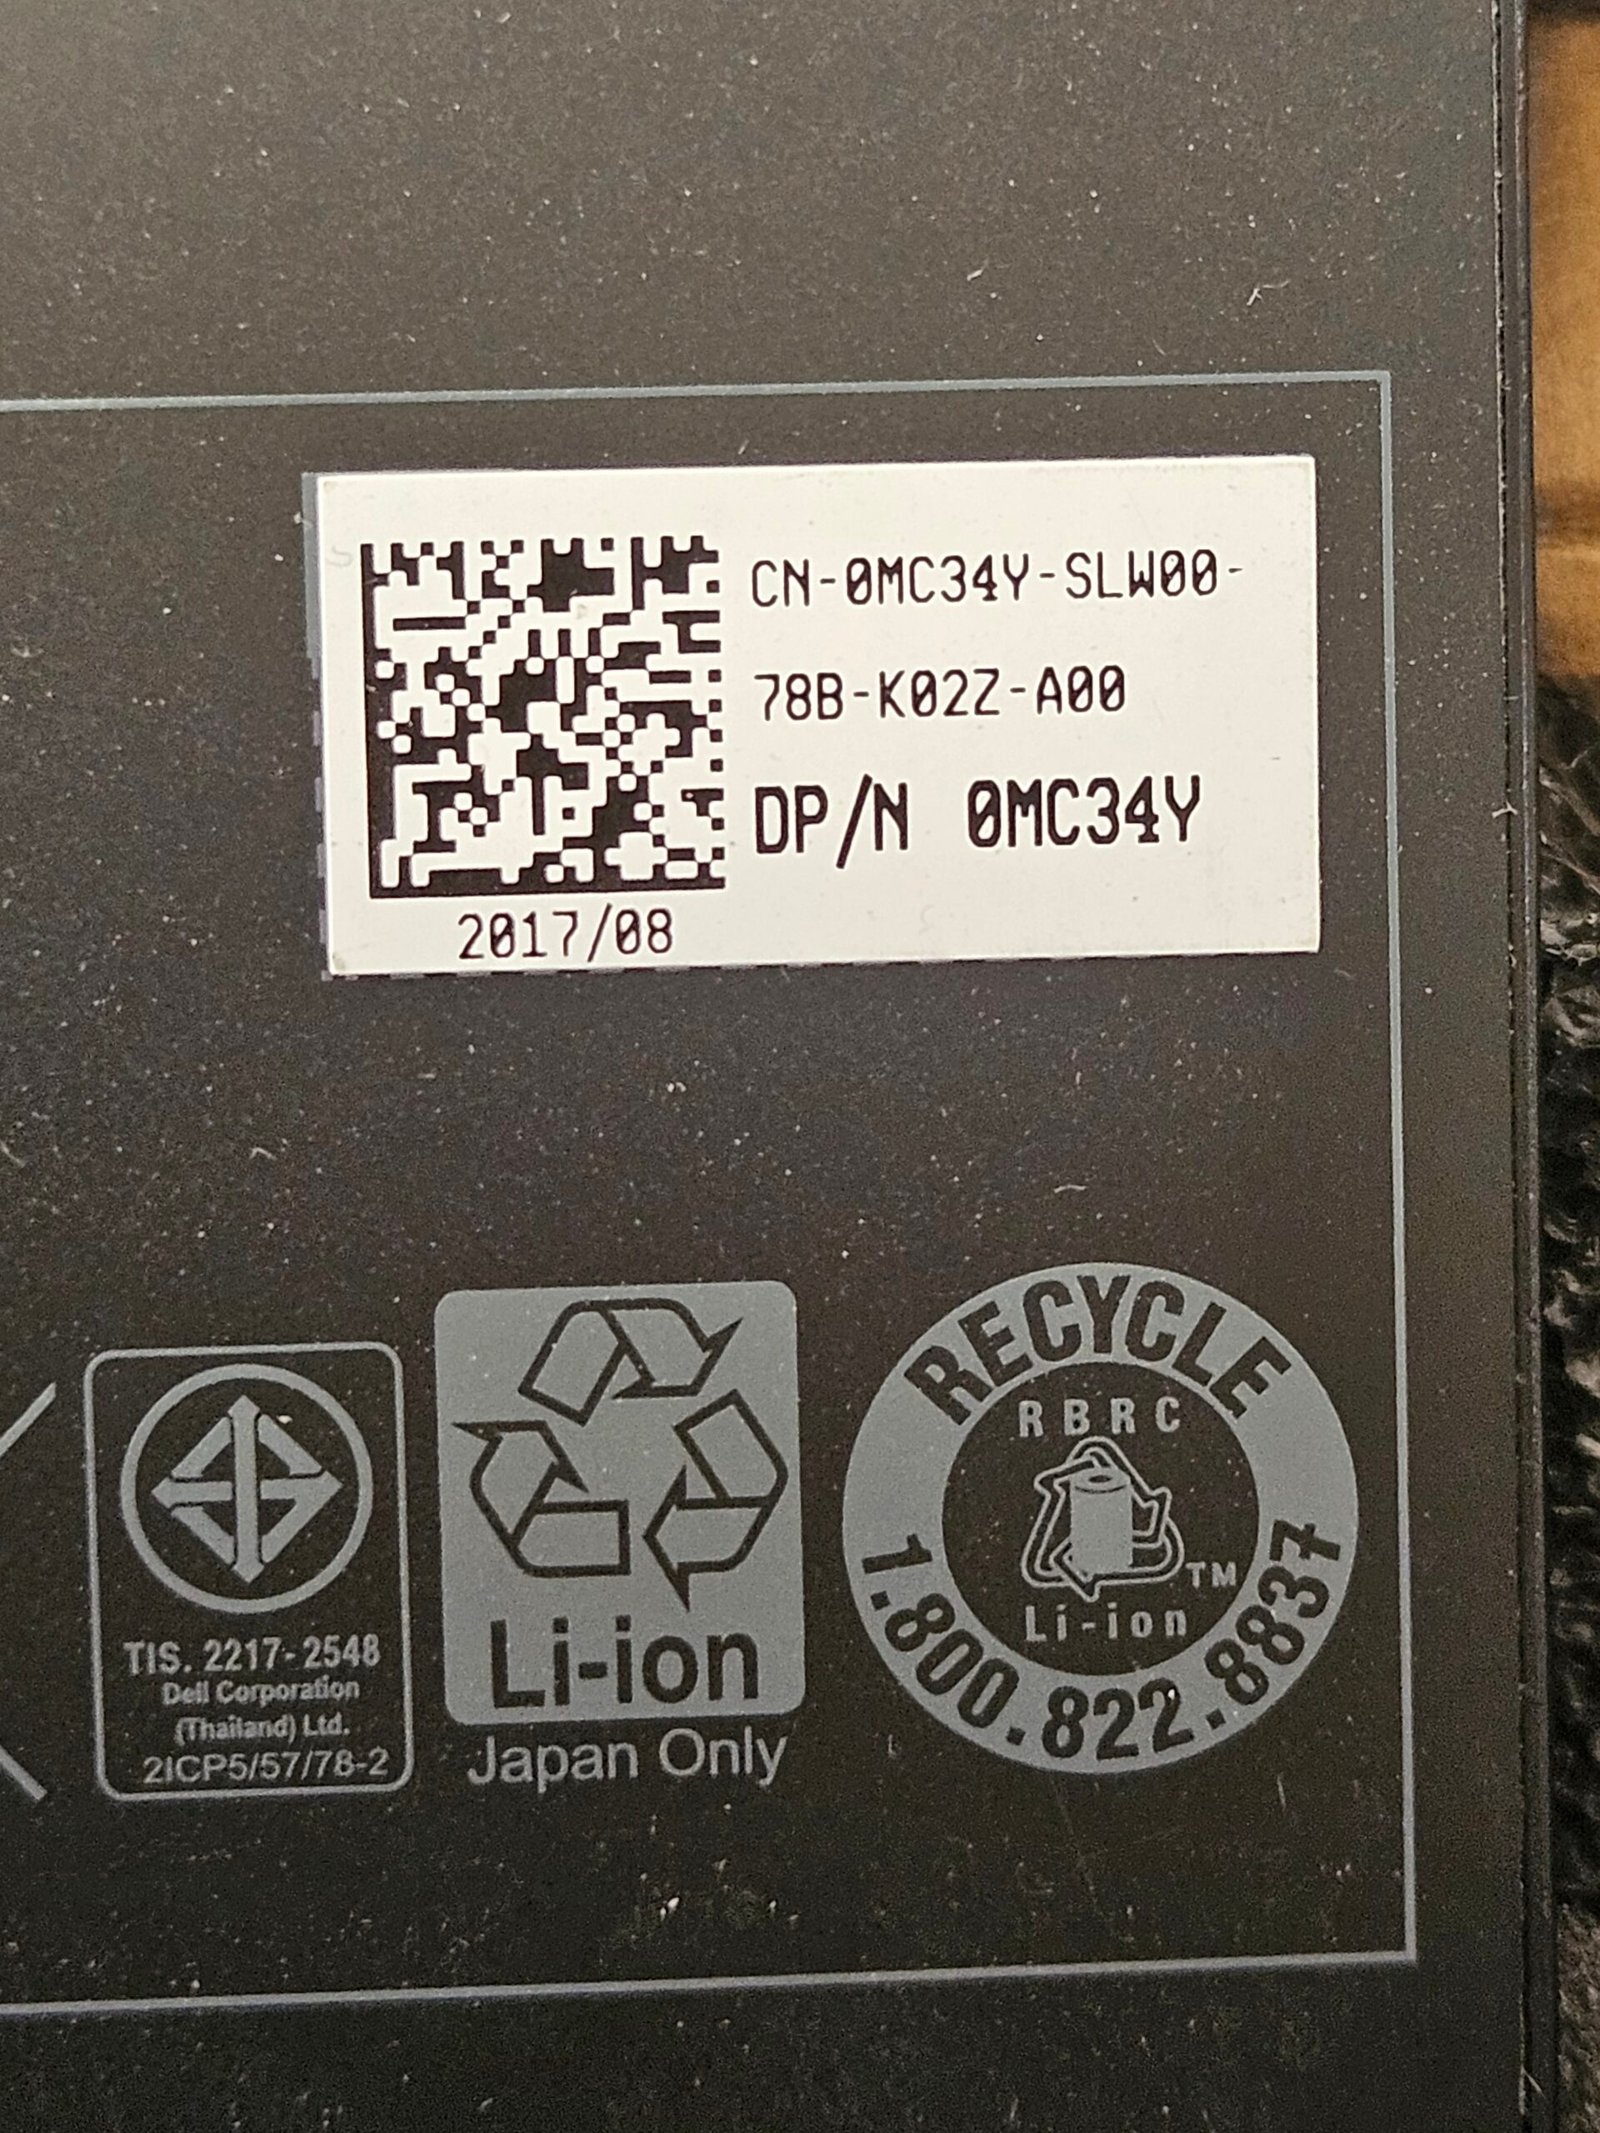 CN-0MC34Y-SLW00-
78B-K02Z-A00
DP/N 0MC34Y
2017/08
TIS. 2217-2548
Dell Corporation
(Thailand) Ltd.
2ICP5/57/78-2
Li-ion
Japan Only
RECYCLE
RBRC
TM
Li-ion
1.800.822.8837